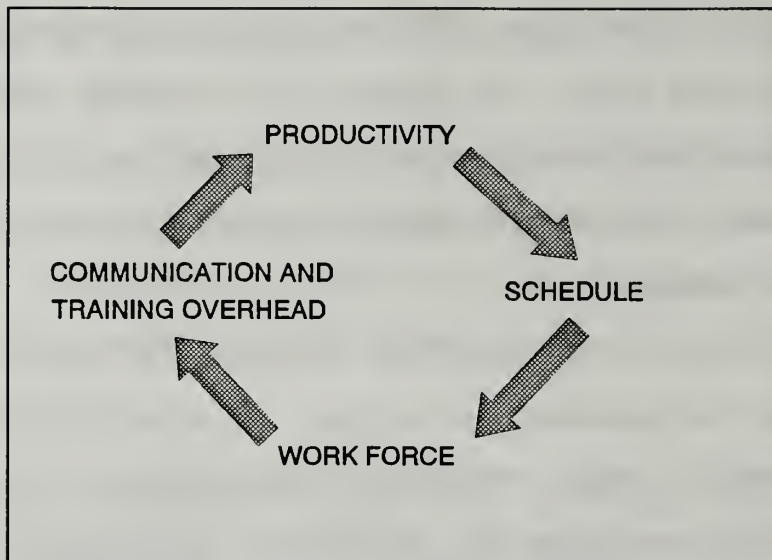 PRODUCTIVITY
COMMUNICATION AND
TRAINING OVERHEAD
SCHEDULE
WORK FORCE